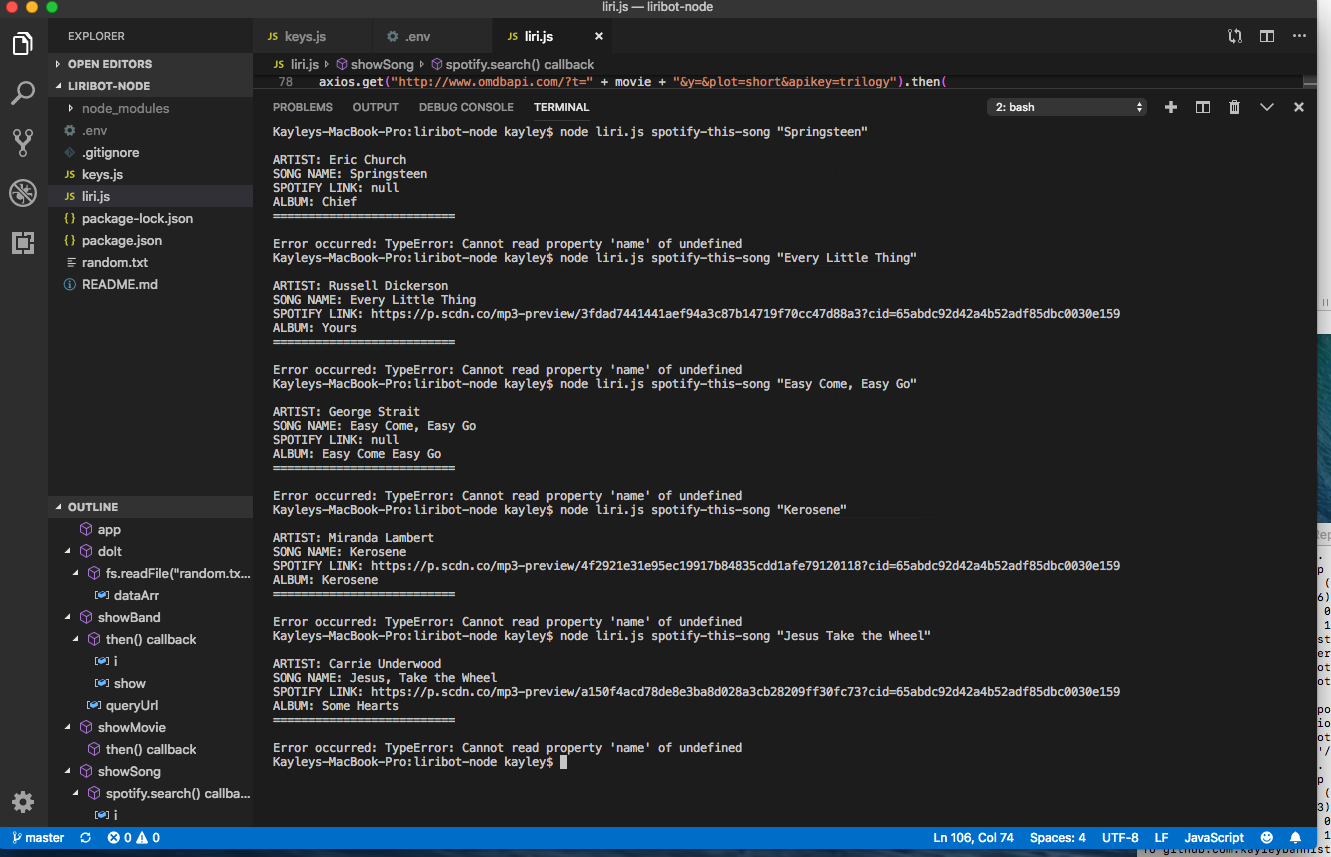 liri.js — liribot-node
EXPLORER
OPEN EDITORS
LIRIBOT-NODE
node_modules
.env
.gitignore
JS keys.js
JS liri.js
{} package-lock.json
{} package.json
random.txt
README.md
OUTLINE
app
doIt
fs.readFile("random.tx...
dataArr
showBand
then() callback
i
show
queryUrl
showMovie
then() callback
showSong
spotify.search() callba...
i
JS keys.js
.env
JS liri.js
JS liri.js showSong spotify.search() callback
78 axios.get("http://www.omdbapi.com/?t=" + movie + "&y=&plot=short&apikey=trilogy").then(
PROBLEMS OUTPUT DEBUG CONSOLE TERMINAL 2: bash
Kayleys-MacBook-Pro:liribot-node kayley$ node liri.js spotify-this-song "Springsteen"
ARTIST: Eric Church
SONG NAME: Springsteen
SPOTIFY LINK: null
ALBUM: Chief
==========================
Error occurred: TypeError: Cannot read property 'name' of undefined
Kayleys-MacBook-Pro:liribot-node kayley$ node liri.js spotify-this-song "Every Little Thing"
ARTIST: Russell Dickerson
SONG NAME: Every Little Thing
SPOTIFY LINK: https://p.scdn.co/mp3-preview/3fdad7441441aef94a3c87b14719f70cc47d88a3?cid=65abdc92d42a4b52adf85dbc0030e159
ALBUM: Yours
==========================
Error occurred: TypeError: Cannot read property 'name' of undefined
Kayleys-MacBook-Pro:liribot-node kayley$ node liri.js spotify-this-song "Easy Come, Easy Go"
ARTIST: George Strait
SONG NAME: Easy Come, Easy Go
SPOTIFY LINK: null
ALBUM: Easy Come Easy Go
==========================
Error occurred: TypeError: Cannot read property 'name' of undefined
Kayleys-MacBook-Pro:liribot-node kayley$ node liri.js spotify-this-song "Kerosene"
ARTIST: Miranda Lambert
SONG NAME: Kerosene
SPOTIFY LINK: https://p.scdn.co/mp3-preview/4f2921e31e95ec19917b84835cdd1afe79120118?cid=65abdc92d42a4b52adf85dbc0030e159
ALBUM: Kerosene
==========================
Error occurred: TypeError: Cannot read property 'name' of undefined
Kayleys-MacBook-Pro:liribot-node kayley$ node liri.js spotify-this-song "Jesus Take the Wheel"
ARTIST: Carrie Underwood
SONG NAME: Jesus, Take the Wheel
SPOTIFY LINK: https://p.scdn.co/mp3-preview/a150f4acd78de8e3ba8d028a3cb28209ff30fc73?cid=65abdc92d42a4b52adf85dbc0030e159
ALBUM: Some Hearts
==========================
Error occurred: TypeError: Cannot read property 'name' of undefined
Kayleys-MacBook-Pro:liribot-node kayley$
master 0 0 Ln 106, Col 74 Spaces: 4 UTF-8 LF JavaScript